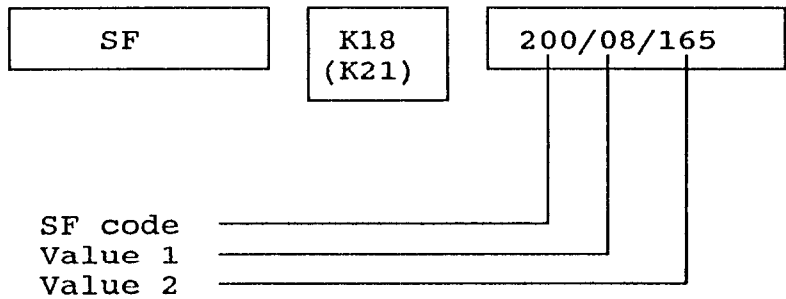 SF K18 200/08/165
(K21)
SF code
Value 1
Value 2